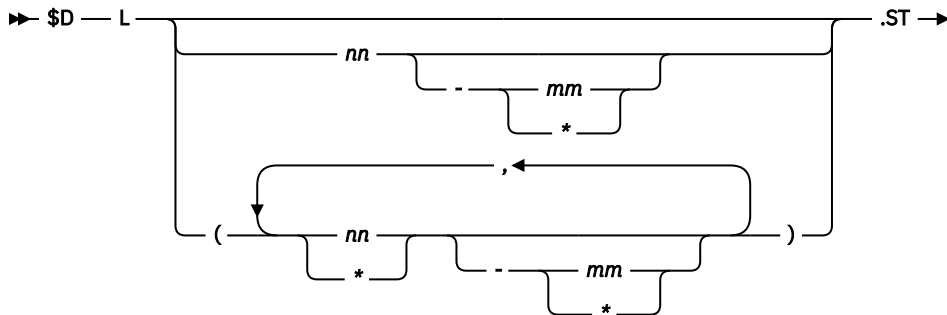 $D L .ST
nn
- mm
*
,
( nn )
* - mm
*